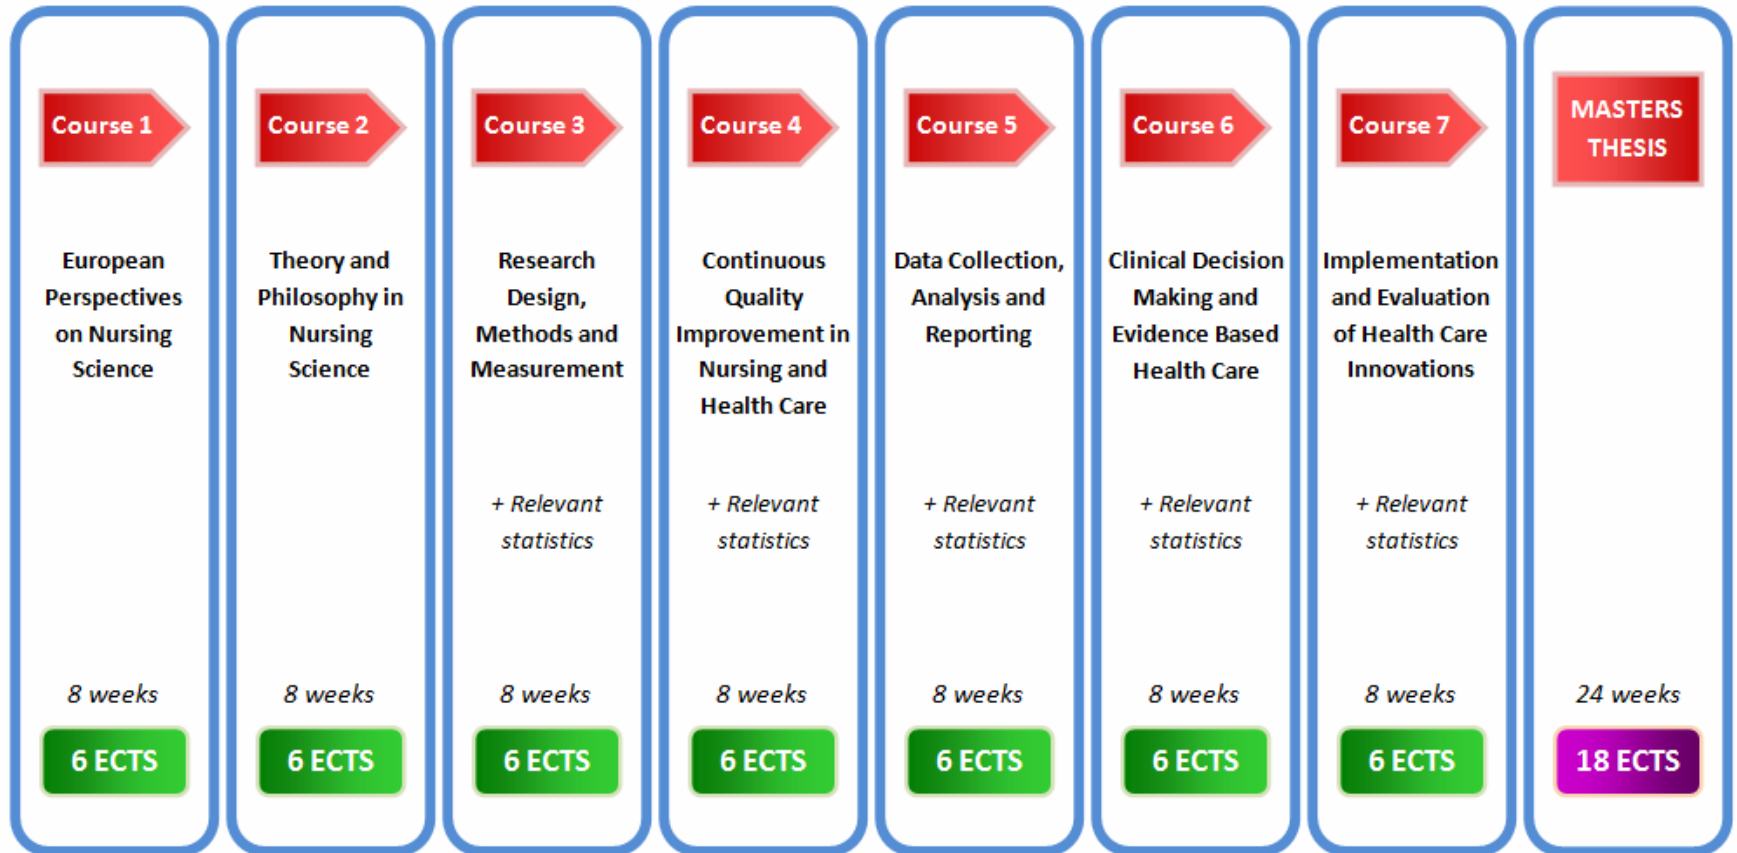 Course 1
European
Perspectives
on Nursing
Science
8 weeks
6 ECTS
Course 2
Theory and
Philosophy in
Nursing
Science
8 weeks
6 ECTS
Course 3
Research
Design,
Methods and
Measurement
+ Relevant
statistics
8 weeks
6 ECTS
Course 4
Continuous
Quality
Improvement in
Nursing and
Health Care
+ Relevant
statistics
8 weeks
6 ECTS
Course 5
Data Collection,
Analysis and
Reporting
+ Relevant
statistics
8 weeks
6 ECTS
Course 6
Clinical Decision
Making and
Evidence Based
Health Care
+ Relevant
statistics
8 weeks
6 ECTS
Course 7
Implementation
and Evaluation
of Health Care
Innovations
+ Relevant
statistics
8 weeks
6 ECTS
MASTERS
THESIS
24 weeks
18 ECTS